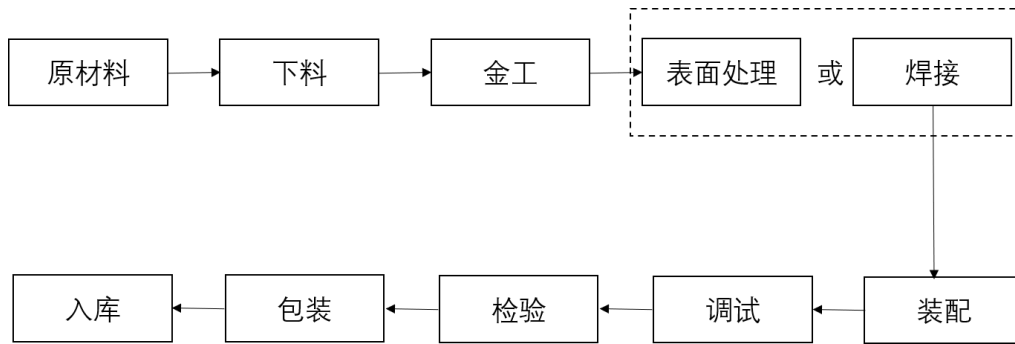 原材料
下料
金工
表面处理
或
焊接
装配
调试
检验
包装
入库